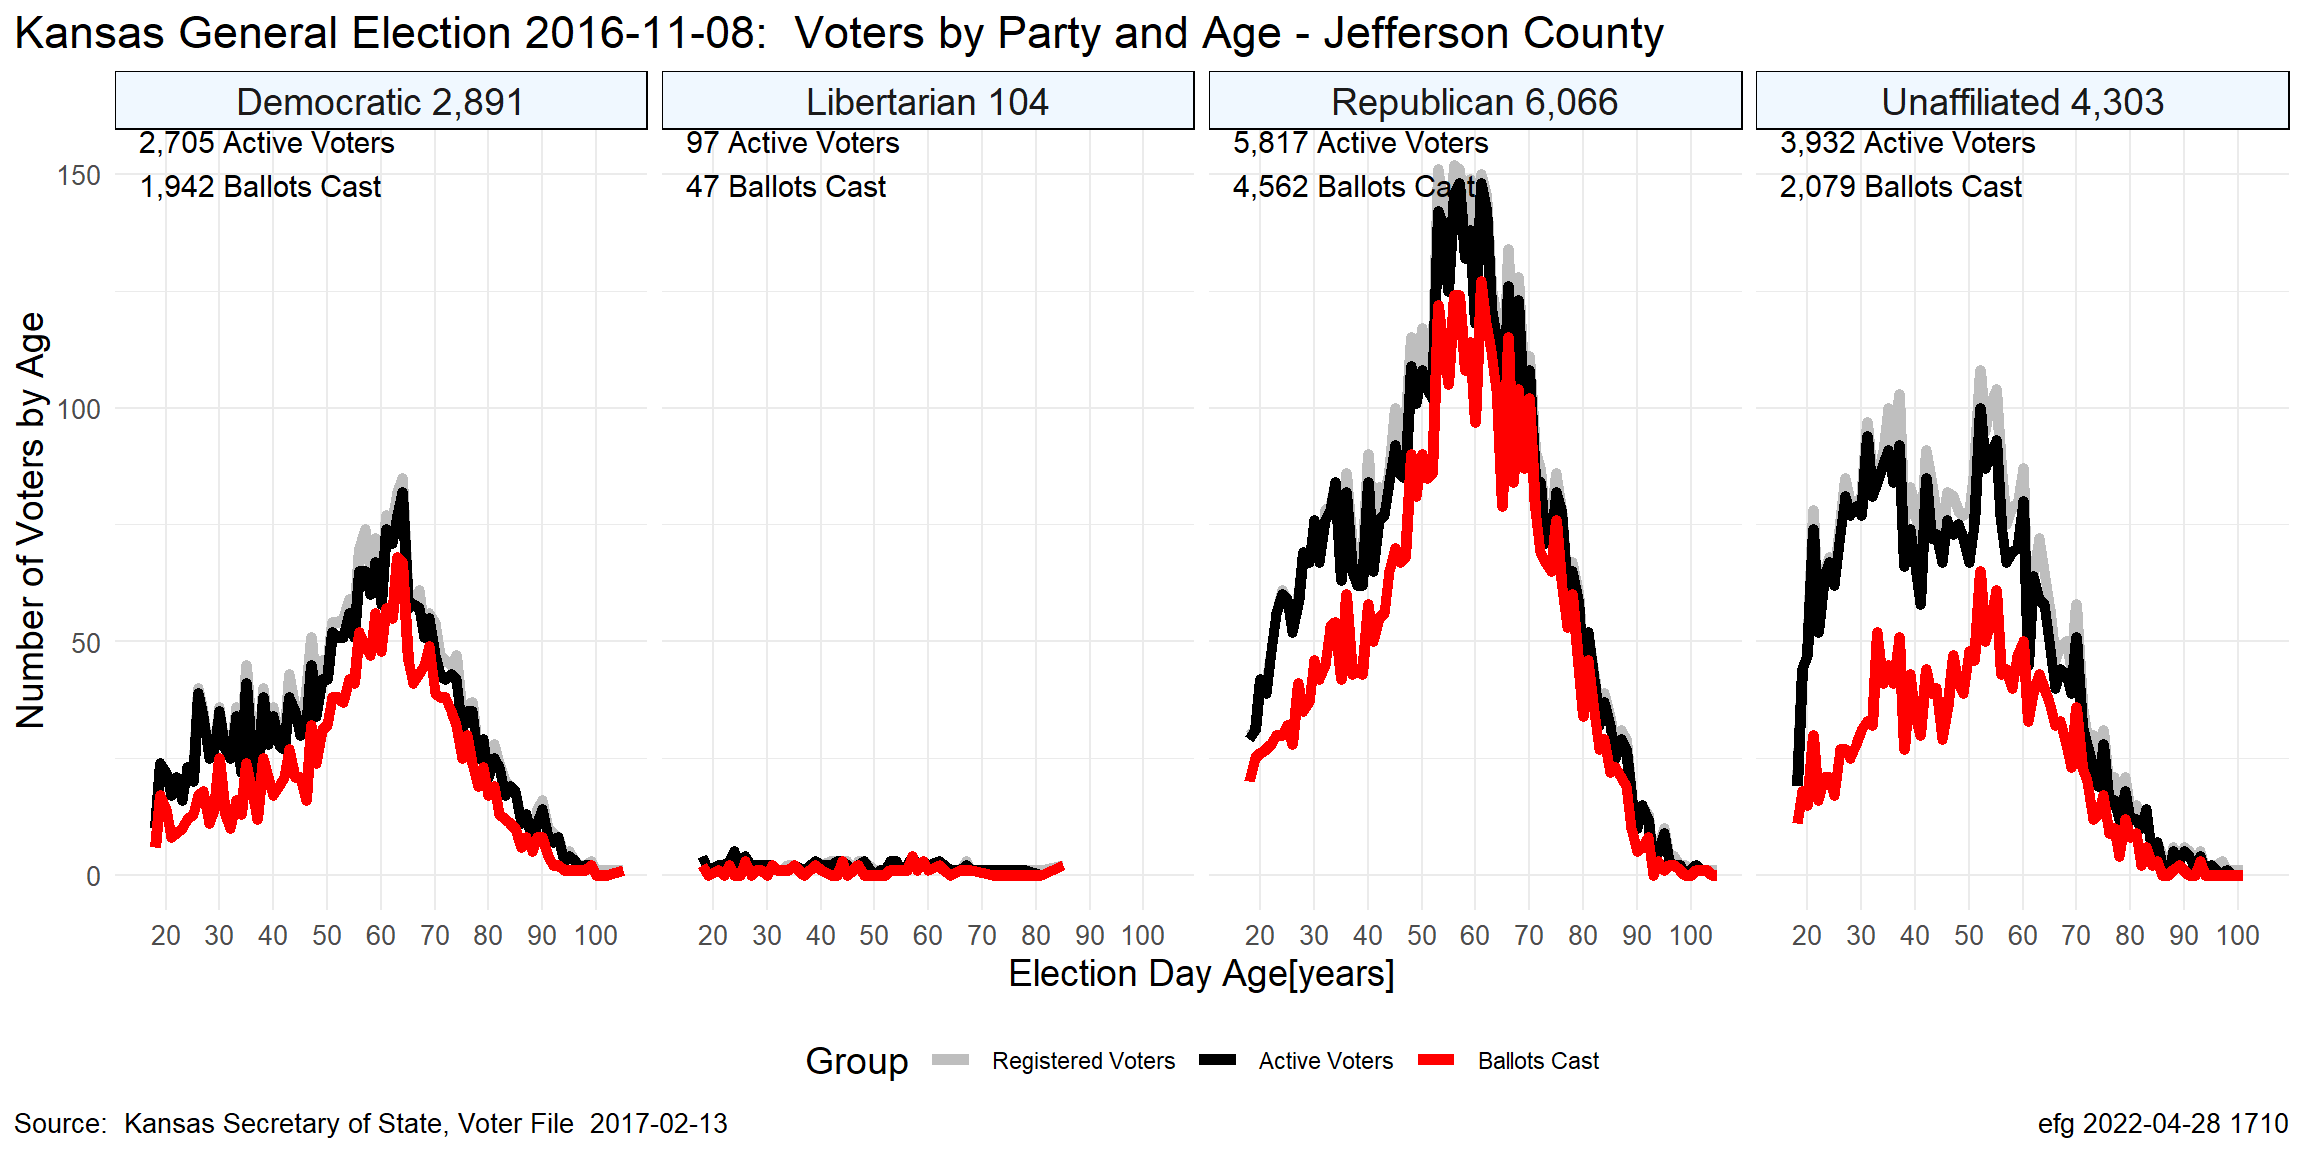 Kansas General Election 2016-11-08:  Voters by Party and Age - Jefferson County
Democratic 2,891
Libertarian 104
Republican 6,066
Unaffiliated 4,303
2,705 Active Voters
1,942 Ballots Cast
97 Active Voters
47 Ballots Cast
5,817 Active Voters
4,562 Ballots Cast
3,932 Active Voters
2,079 Ballots Cast
Number of Voters by Age
150
100
50
0
20 30 40 50 60 70 80 90 100
20 30 40 50 60 70 80 90 100
20 30 40 50 60 70 80 90 100
20 30 40 50 60 70 80 90 100
Election Day Age[years]
Group Registered Voters Active Voters Ballots Cast
Source:  Kansas Secretary of State, Voter File  2017-02-13
efg 2022-04-28 1710